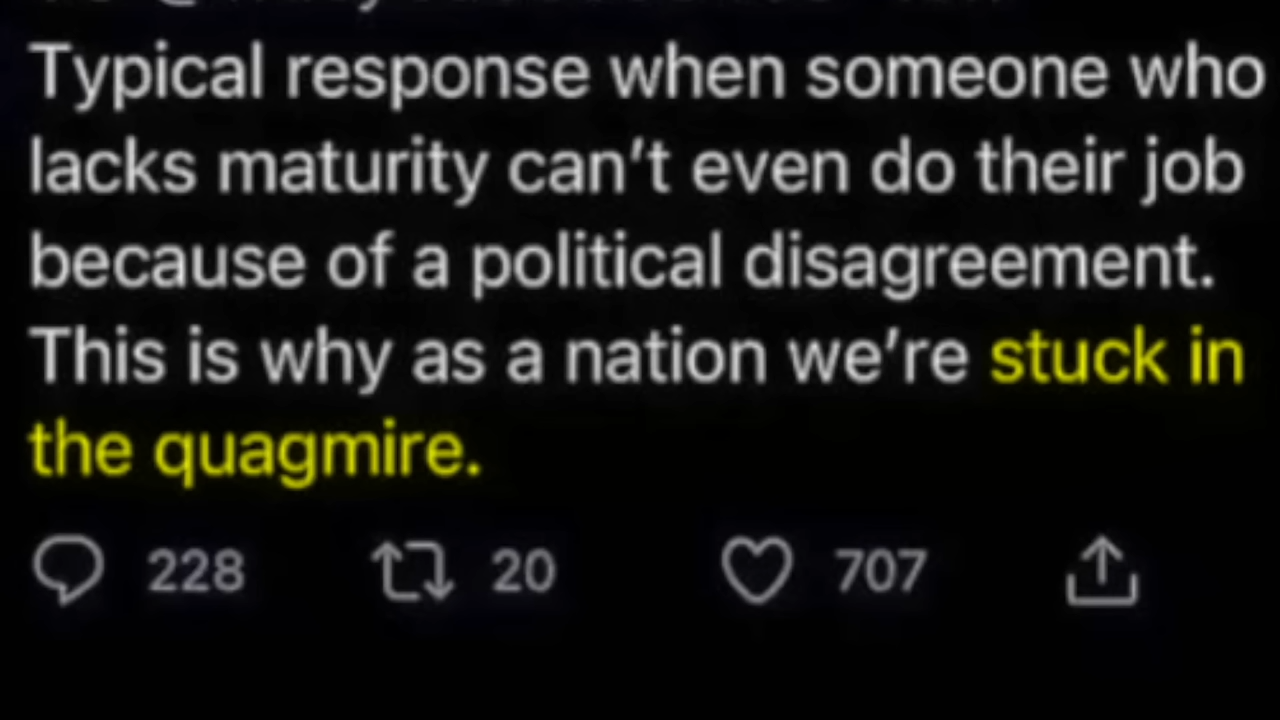 Typical response when someone who
lacks maturity can’t even do their job
because of a political disagreement.
This is why as a nation we’re stuck in
the quagmire.
228 20 707